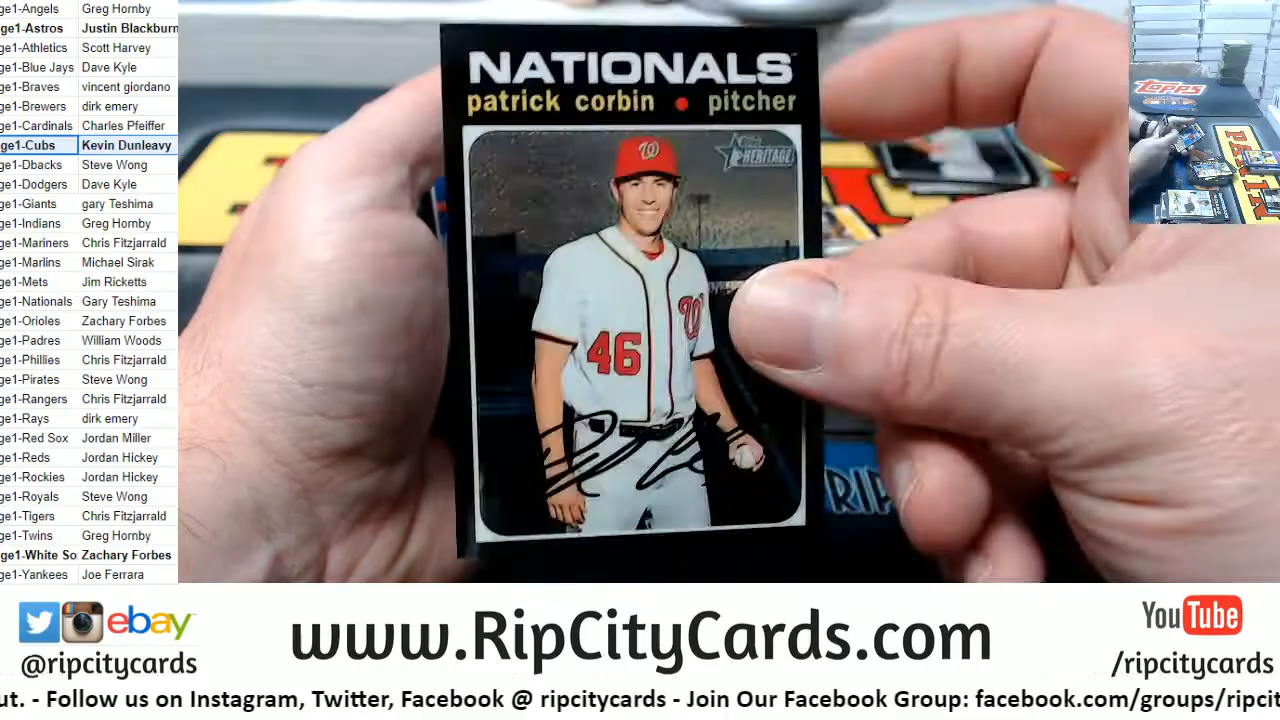 ge1-Angels Greg Hornby
ge1-Astros Justin Blackburn
ge1-Athletics Scott Harvey
ge1-Blue Jays Dave Kyle
ge1-Braves vincent giordano
ge1-Brewers dirk emery
ge1-Cardinals Charles Pfeiffer
ge1-Cubs Kevin Dunleavy
ge1-Dbacks Steve Wong
ge1-Dodgers Dave Kyle
ge1-Giants gary Teshima
ge1-Indians Greg Hornby
ge1-Mariners Chris Fitzjarrald
ge1-Marlins Michael Sirak
ge1-Mets Jim Ricketts
ge1-Nationals Gary Teshima
ge1-Orioles Zachary Forbes
ge1-Padres William Woods
ge1-Phillies Chris Fitzjarrald
ge1-Pirates Steve Wong
ge1-Rangers Chris Fitzjarrald
ge1-Rays dirk emery
ge1-Red Sox Jordan Miller
ge1-Reds Jordan Hickey
ge1-Rockies Jordan Hickey
ge1-Royals Steve Wong
ge1-Tigers Chris Fitzjarrald
ge1-Twins Greg Hornby
ge1-White So Zachary Forbes
ge1-Yankees Joe Ferrara
NATIONALS
patrick corbin • pitcher
HERITAGE
W
W
46
RIP
Topps
ebay
@ripcitycards
www.RipCityCards.com
YouTube
/ripcitycards
ut. - Follow us on Instagram, Twitter, Facebook @ ripcitycards - Join Our Facebook Group: facebook.com/groups/ripci